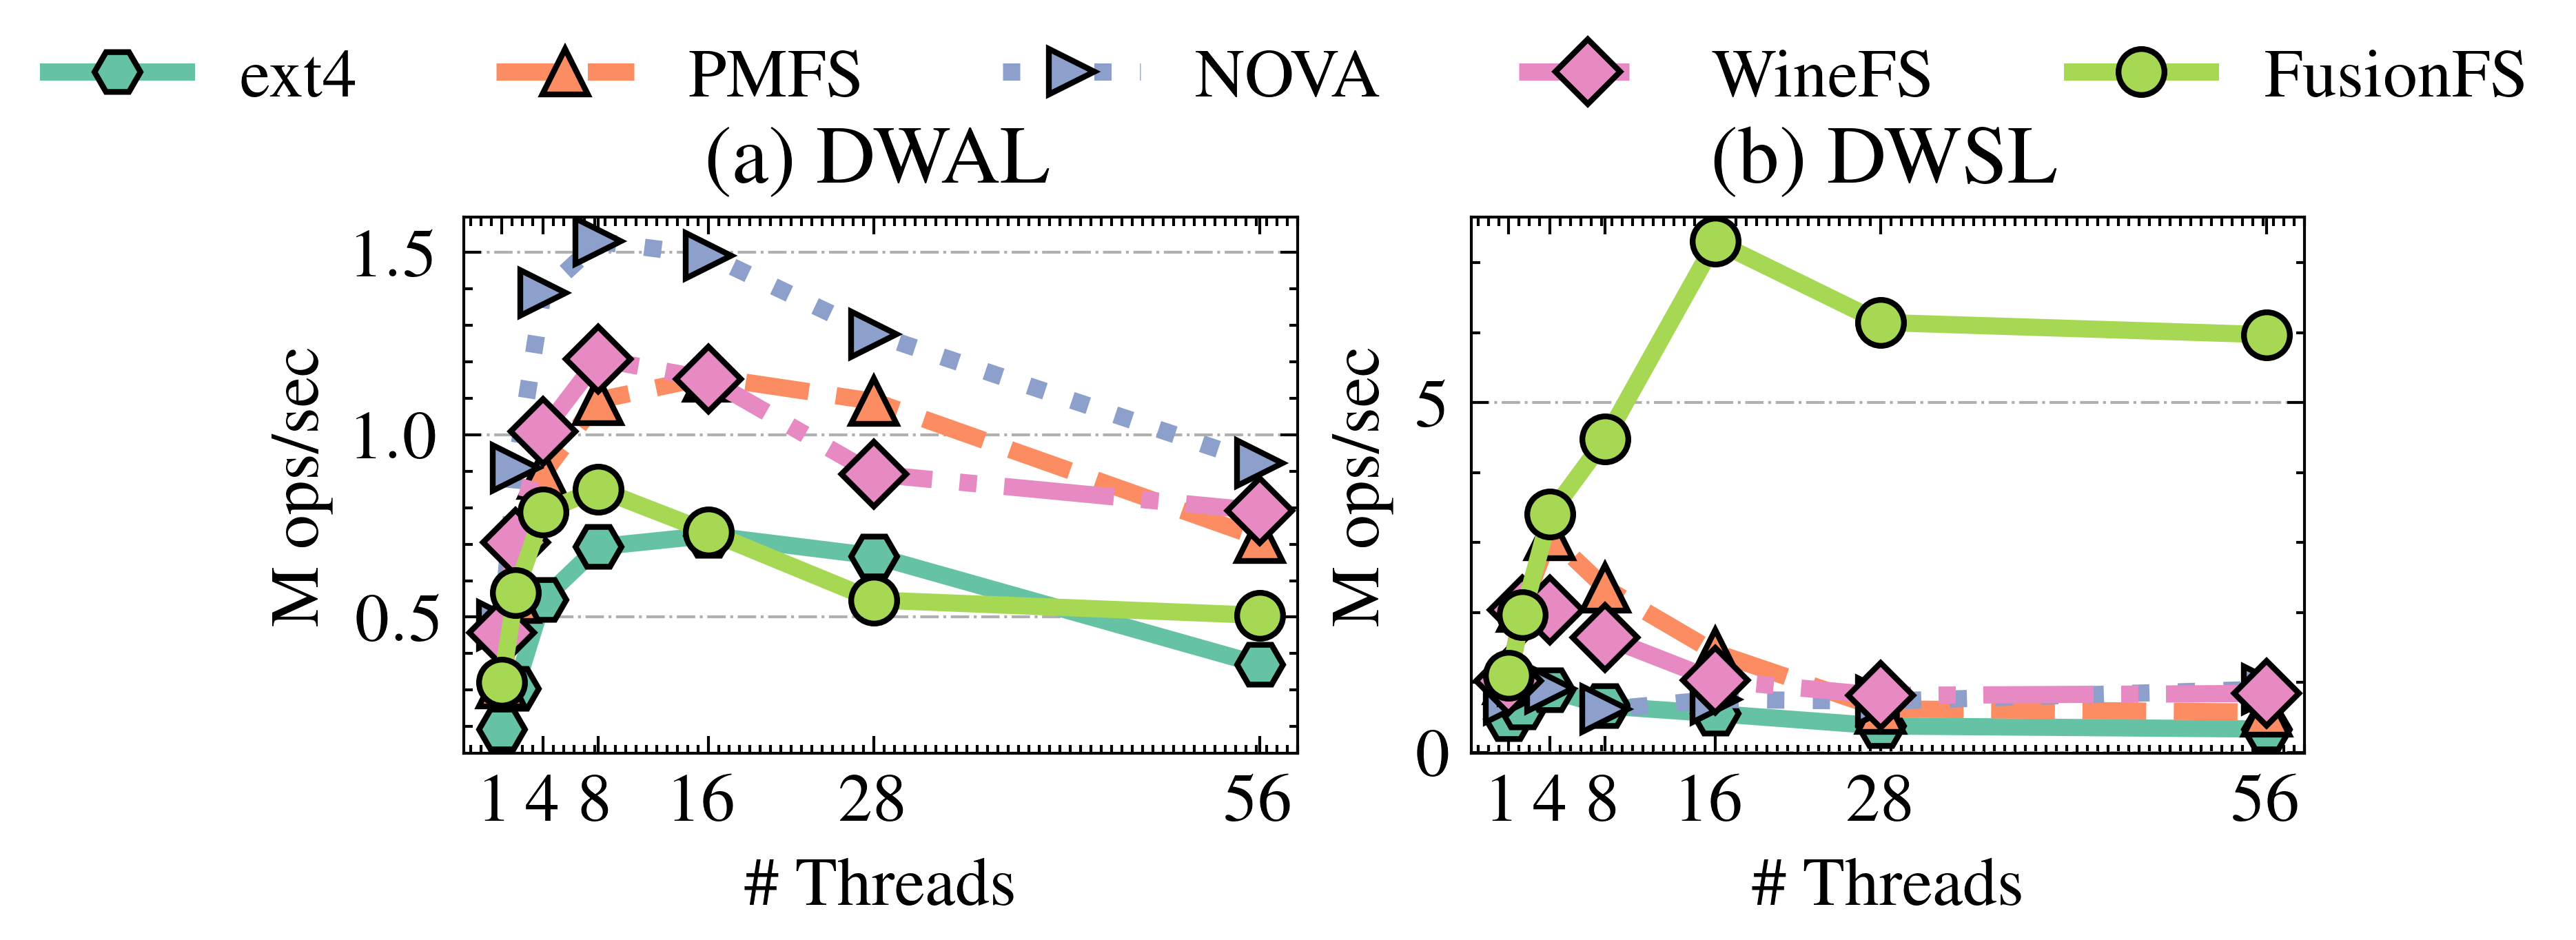 ext4 PMFS NOVA WineFS FusionFS
(a) DWAL
M ops/sec
1.5
1.0
0.5
1 4 8 16 28 56
# Threads
(b) DWSL
M ops/sec
5
0
1 4 8 16 28 56
# Threads